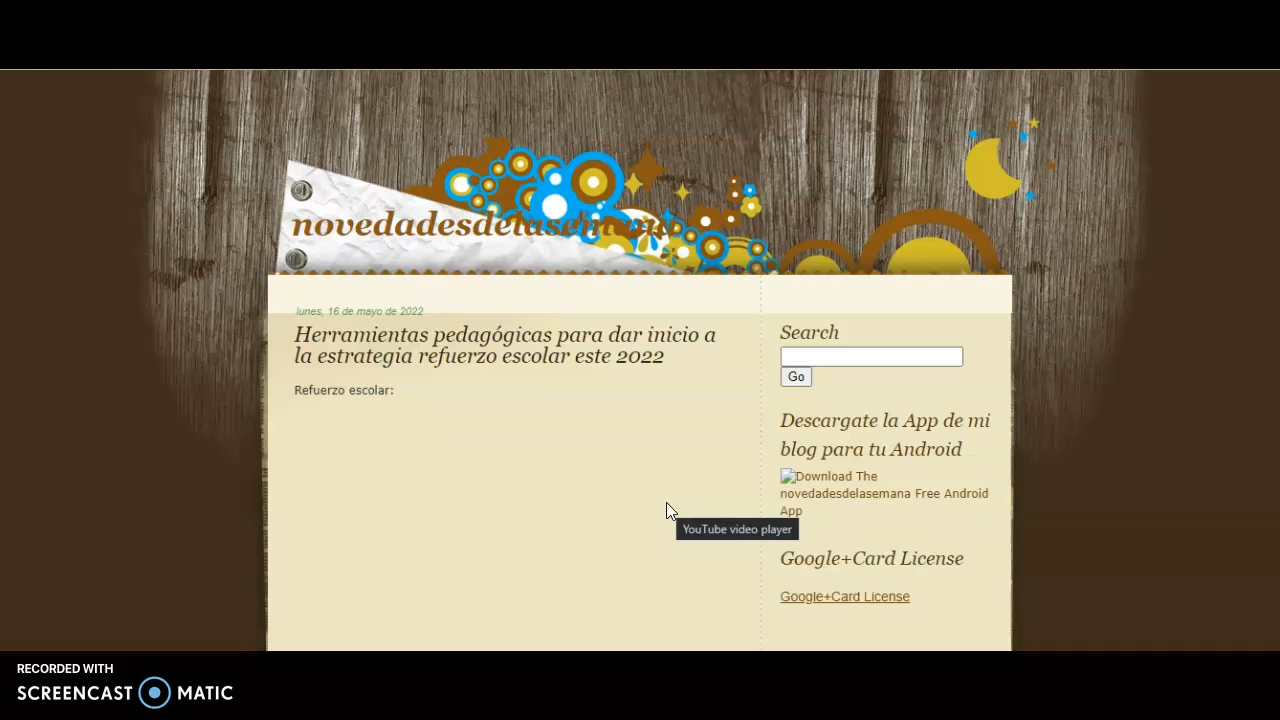 novedadesdelasemana
lunes, 16 de mayo de 2022
Herramientas pedagógicas para dar inicio a
la estrategia refuerzo escolar este 2022
Refuerzo escolar:
YouTube video player
Search
Go
Descargate la App de mi
blog para tu Android
Download The
novedadesdelasemana Free Android
App
Google+Card License
Google+Card License
RECORDED WITH
SCREENCAST MATIC